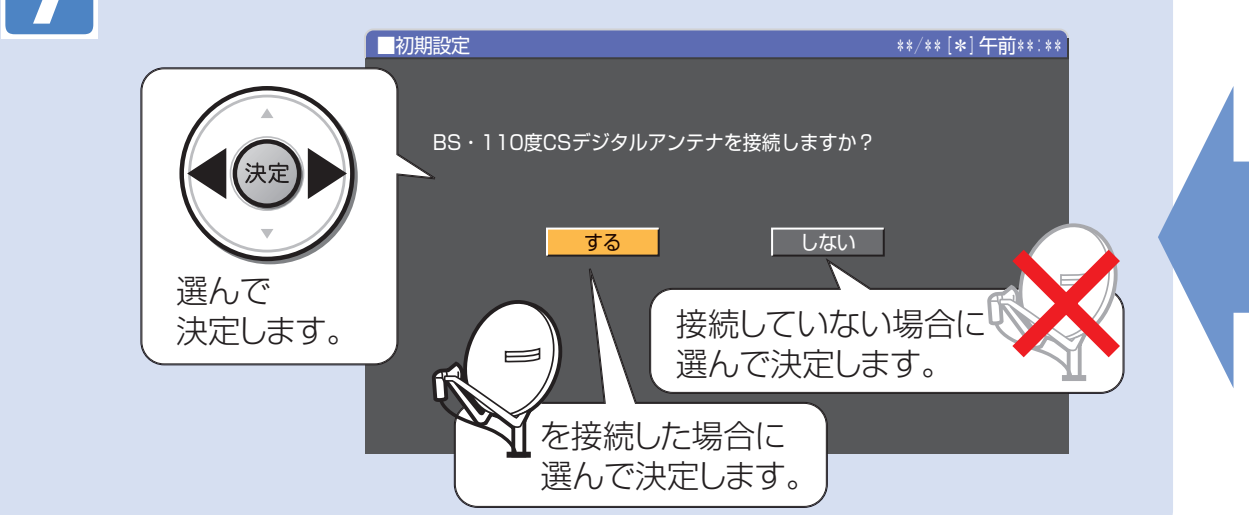 7
■初期設定 **/** [*] 午前**:**
BS・110度CSデジタルアンテナを接続しますか？
決定
選んで
決定します。
する しない
接続していない場合に
選んで決定します。
を接続した場合に
選んで決定します。